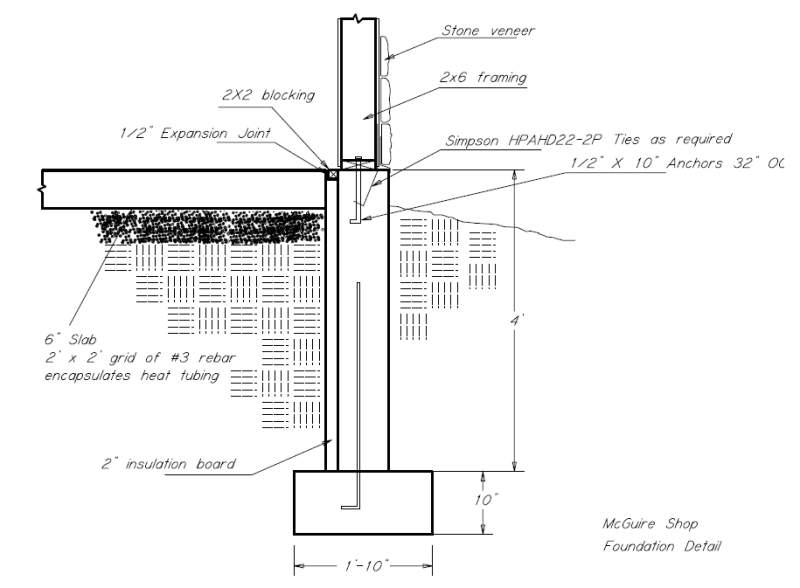 Stone veneer
2x6 framing
2X2 blocking
1/2" Expansion Joint
Simpson HPAHD22-2P Ties as required
1/2" X 10" Anchors 32" OC
4'
6" Slab
2' x 2' grid of #3 rebar
encapsulates heat tubing
2" insulation board
10"
1'-10"
McGuire Shop
Foundation Detail